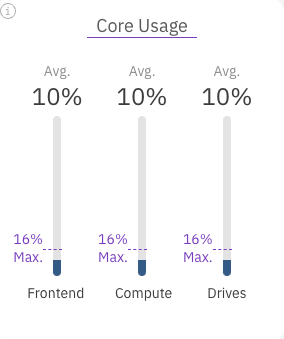 Core Usage
Avg. Avg. Avg.
10% 10% 10%
16% 16% 16%
Max. Max. Max.
Frontend Compute Drives